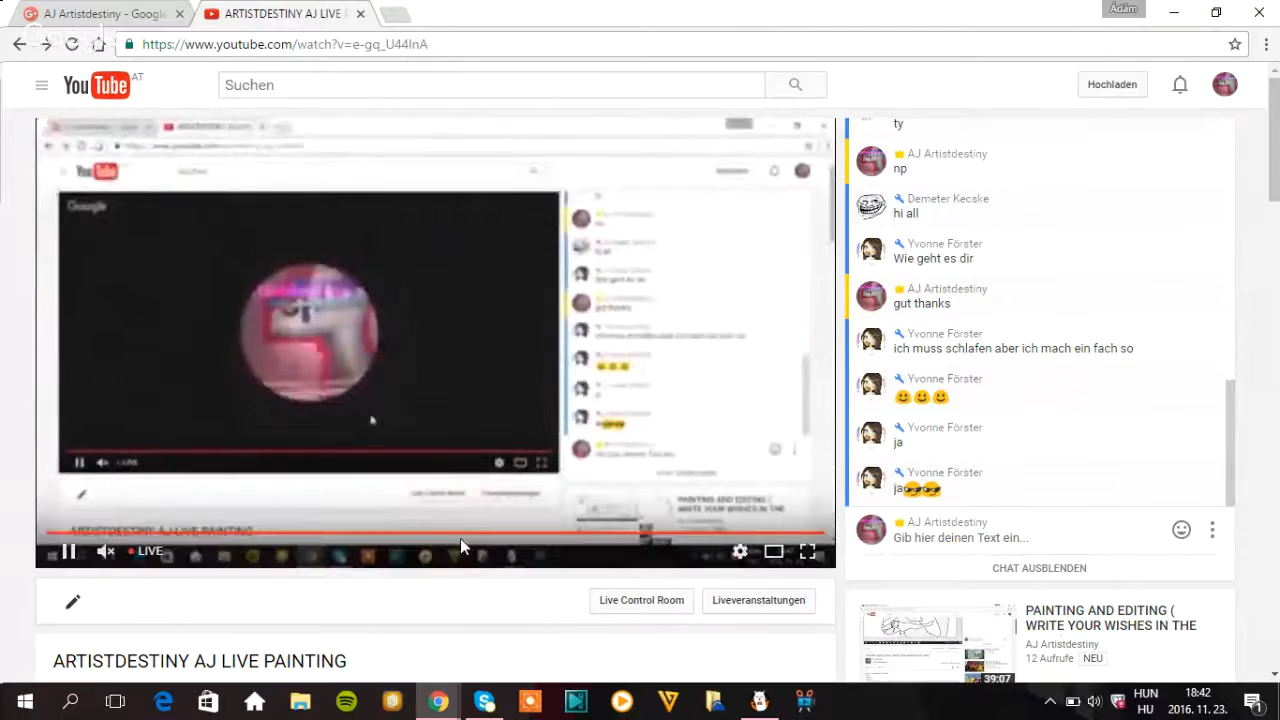 AJ Artistdestiny - Google
ARTISTDESTINY AJ LIVE P
Ádám
https://www.youtube.com/watch?v=e-gq_U44InA
YouTube AT
Suchen
Hochladen
ty
AJ Artistdestiny
np
Demeter Kecske
hi all
Yvonne Förster
Wie geht es dir
AJ Artistdestiny
gut thanks
Yvonne Förster
ich muss schlafen aber ich mach ein fach so
Yvonne Förster
Yvonne Förster
ja
Yvonne Förster
ja
AJ Artistdestiny
Gib hier deinen Text ein...
CHAT AUSBLENDEN
YouTube
Google
PAINTING AND EDITING (
WRITE YOUR WISHES IN THE
ARTISTDESTINY AJ LIVE PAINTING
LIVE
Live Control Room
Liveveranstaltungen
ARTISTDESTINY AJ LIVE PAINTING
PAINTING AND EDITING (
WRITE YOUR WISHES IN THE
AJ Artistdestiny
12 Aufrufe NEU
39:07
HUN
HU
18:42
2016. 11. 23.
1